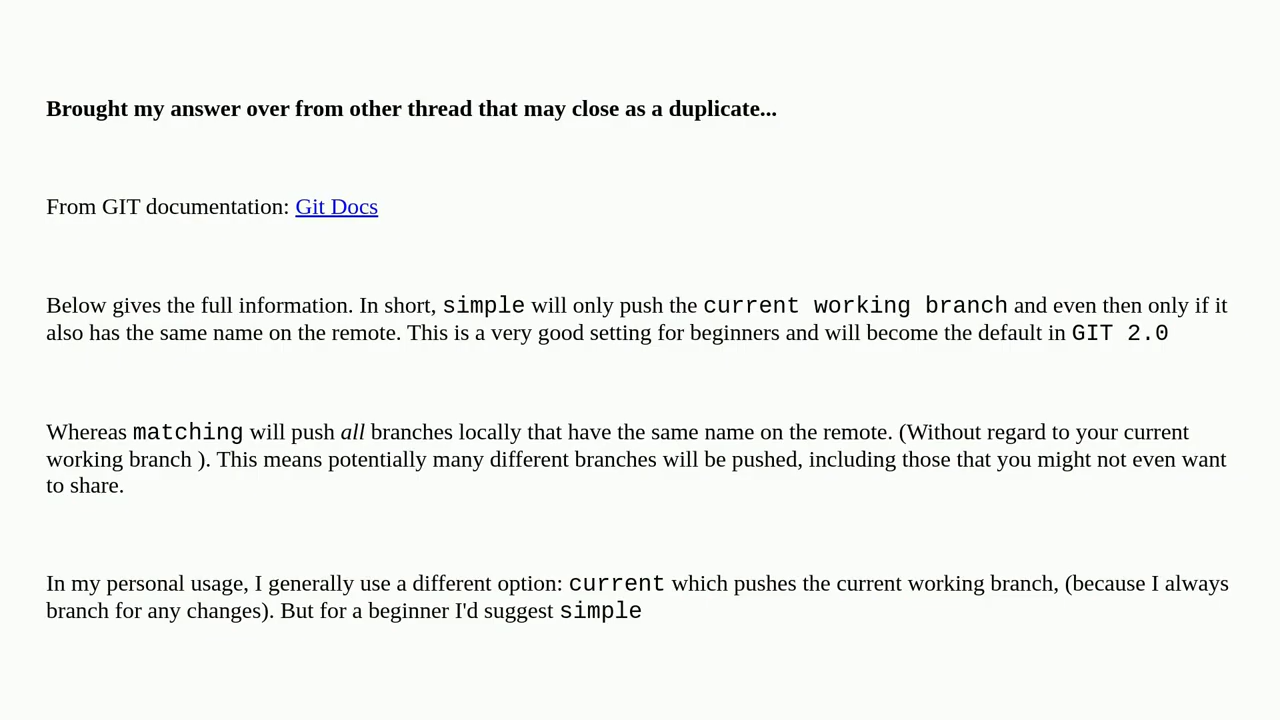 Brought my answer over from other thread that may close as a duplicate...
From GIT documentation: Git Docs
Below gives the full information. In short, simple will only push the current working branch and even then only if it
also has the same name on the remote. This is a very good setting for beginners and will become the default in GIT 2.0
Whereas matching will push all branches locally that have the same name on the remote. (Without regard to your current
working branch ). This means potentially many different branches will be pushed, including those that you might not even want
to share.
In my personal usage, I generally use a different option: current which pushes the current working branch, (because I always
branch for any changes). But for a beginner I'd suggest simple